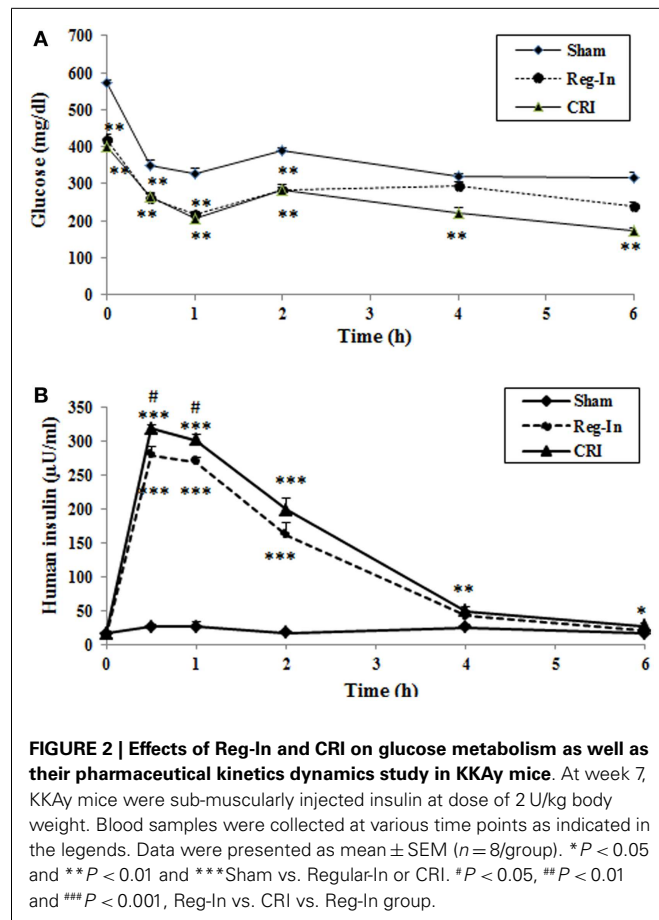 A
Sham
Reg-In
CRI
Glucose (mg/dl)
700
600
500
400
300
200
100
0
**
**
**
**
**
**
**
**
**
**
0
1
2
3
4
5
6
Time (h)
B
Sham
Reg-In
CRI
Human insulin (µU/ml)
350
300
250
200
150
100
50
0
#
***
#
***
***
***
***
***
**
*
0
1
2
3
4
5
6
Time (h)
FIGURE 2 | Effects of Reg-In and CRI on glucose metabolism as well as
their pharmaceutical kinetics dynamics study in KKAy mice. At week 7,
KKAy mice were sub-muscularly injected insulin at dose of 2 U/kg body
weight. Blood samples were collected at various time points as indicated in
the legends. Data were presented as mean ± SEM (n = 8/group). *P < 0.05
and **P < 0.01 and ***Sham vs. Regular-In or CRI. #P < 0.05, ##P < 0.01
and ###P < 0.001, Reg-In vs. CRI vs. Reg-In group.